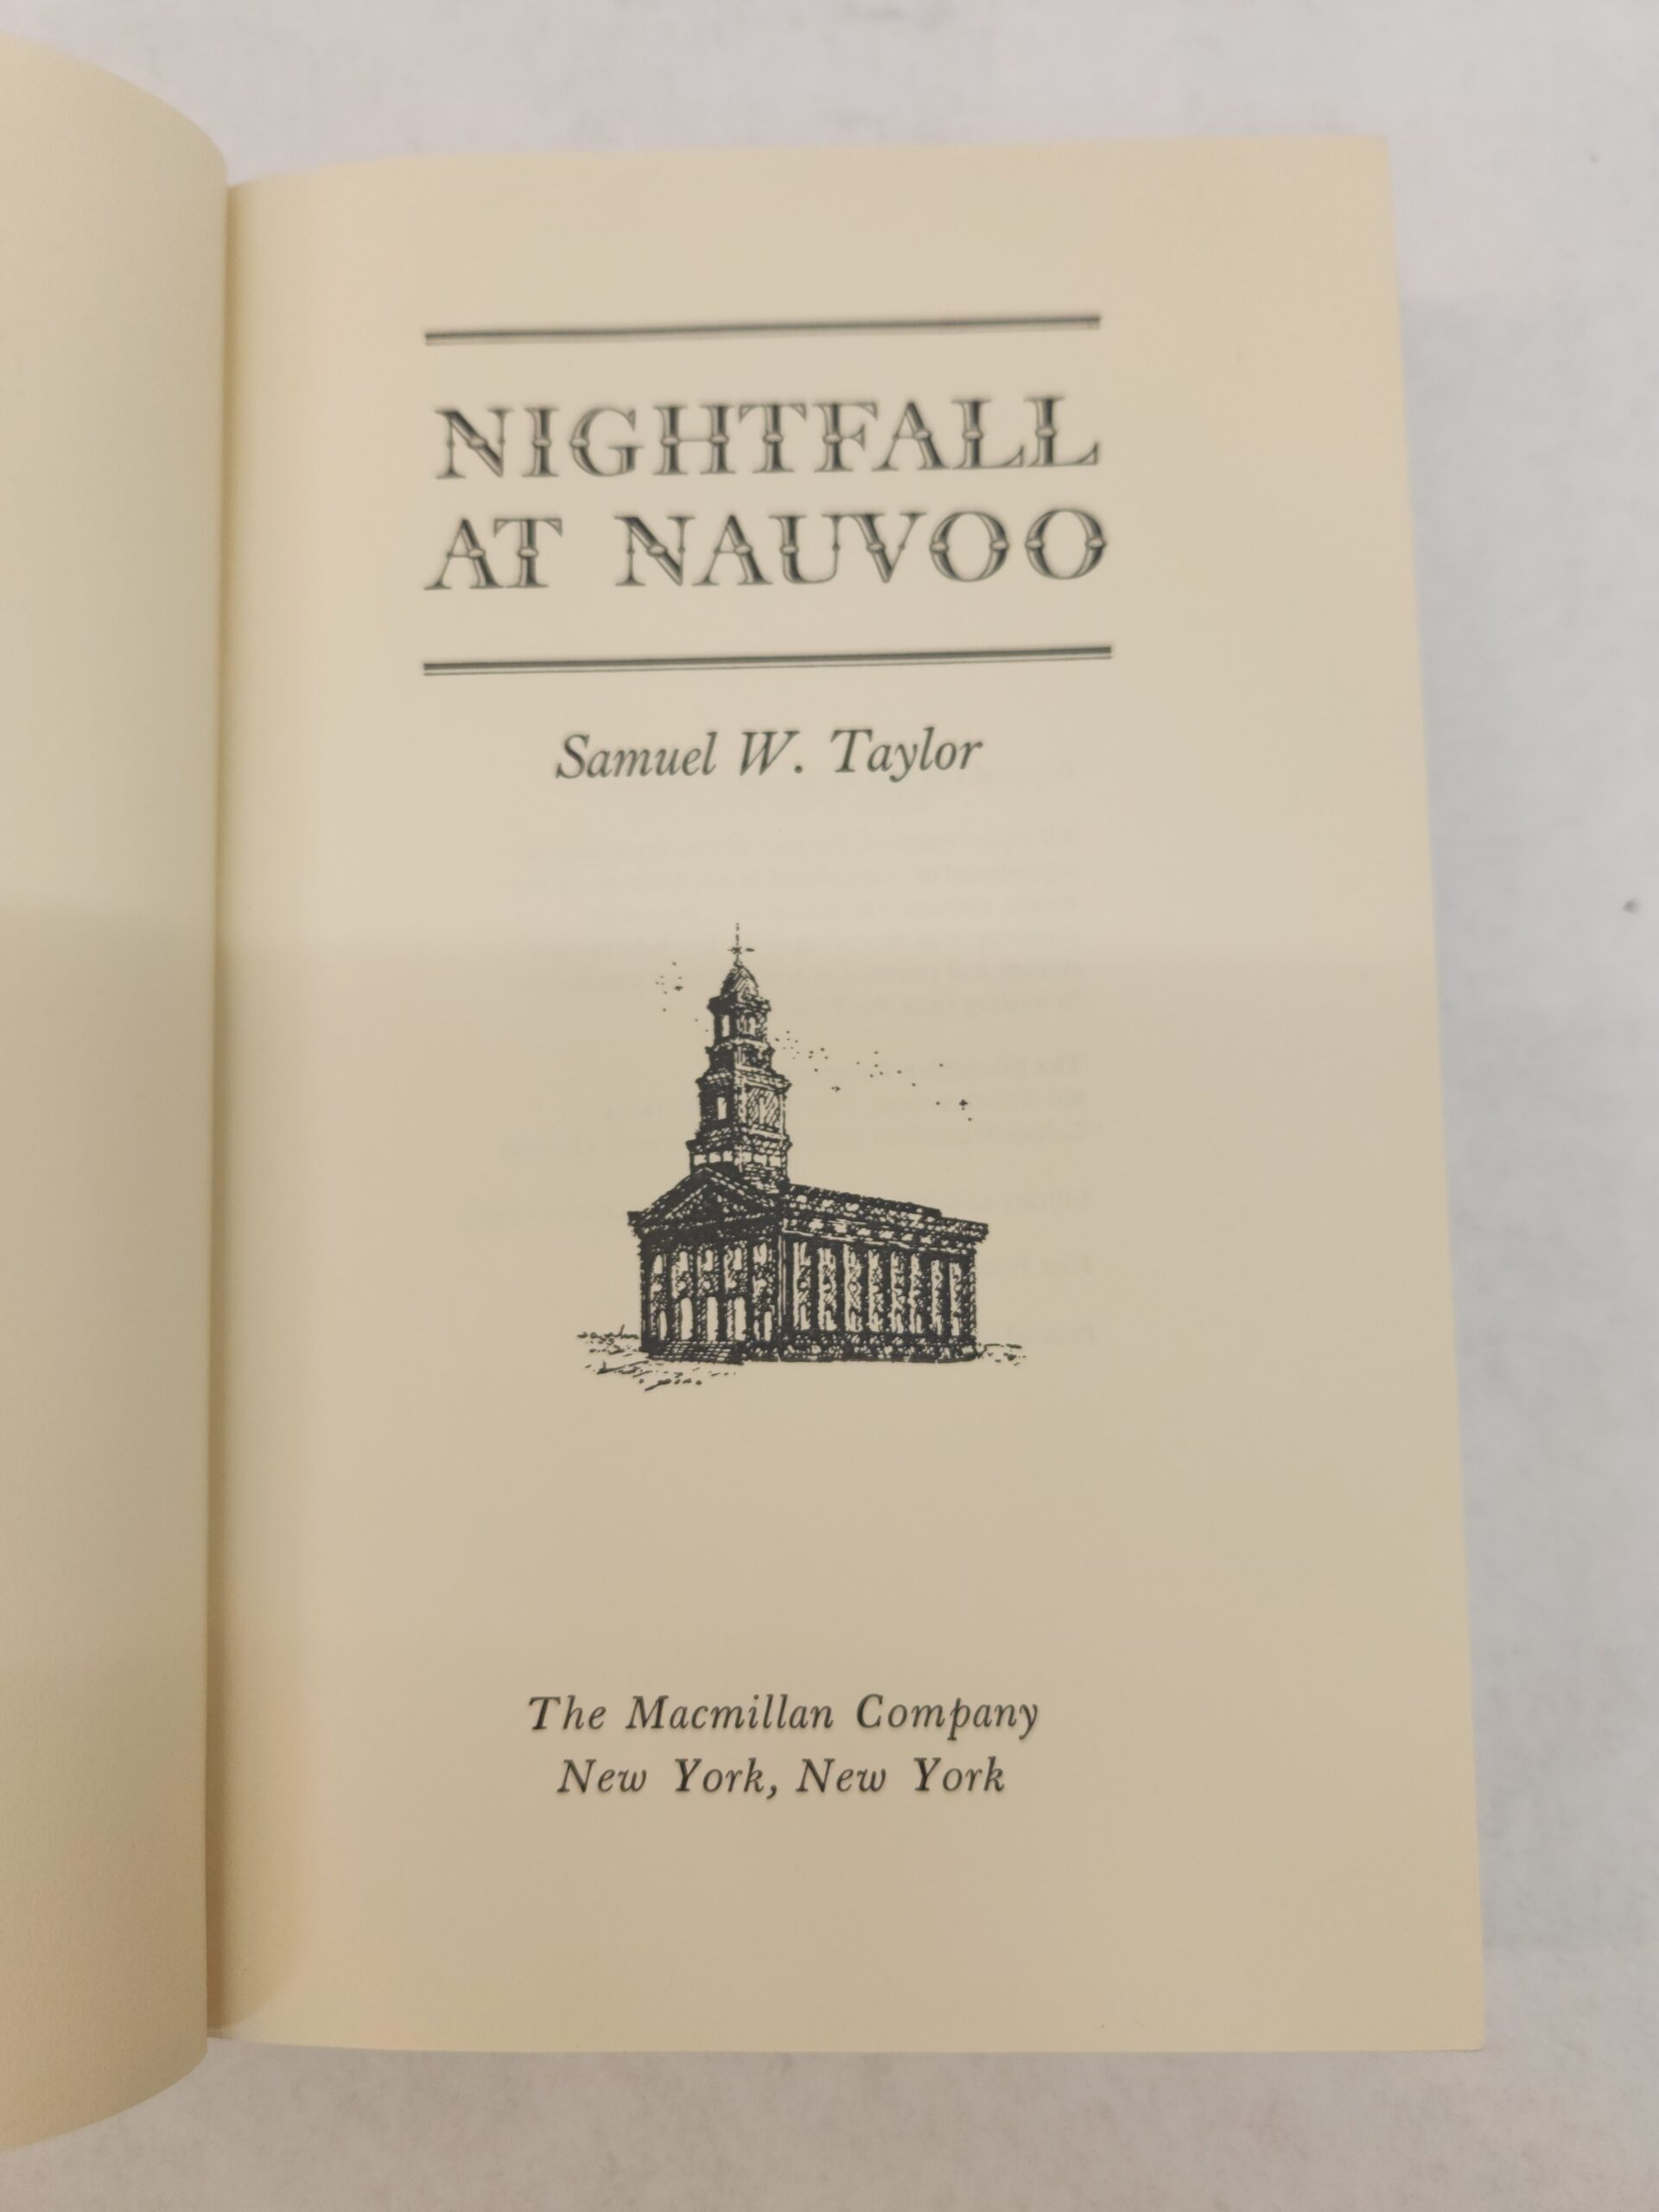 NIGHTFALL
AT NAUVOO
Samuel W. Taylor
The Macmillan Company
New York, New York